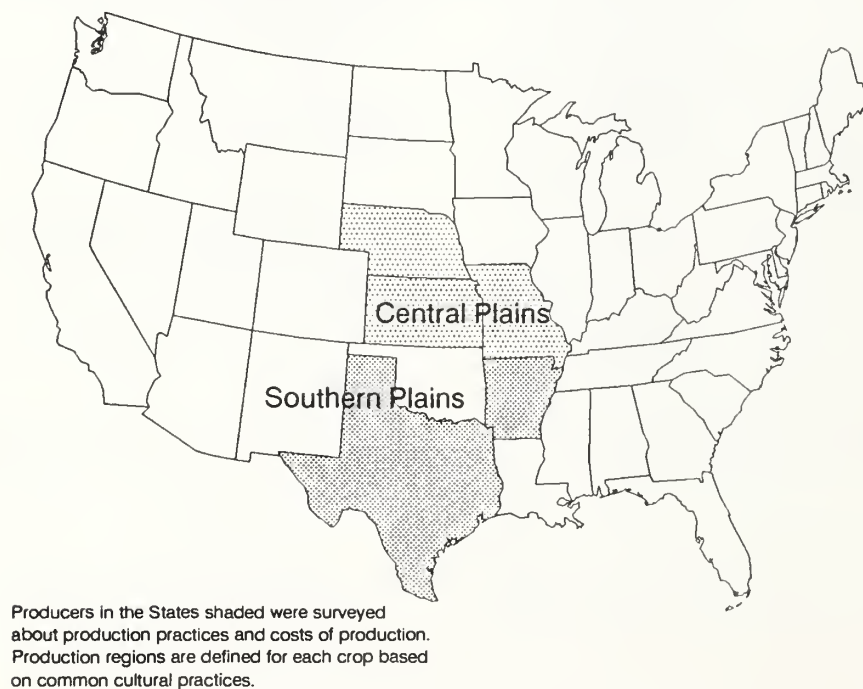 Central Plains
Southern Plains
Producers in the States shaded were surveyed
about production practices and costs of production.
Production regions are defined for each crop based
on common cultural practices.